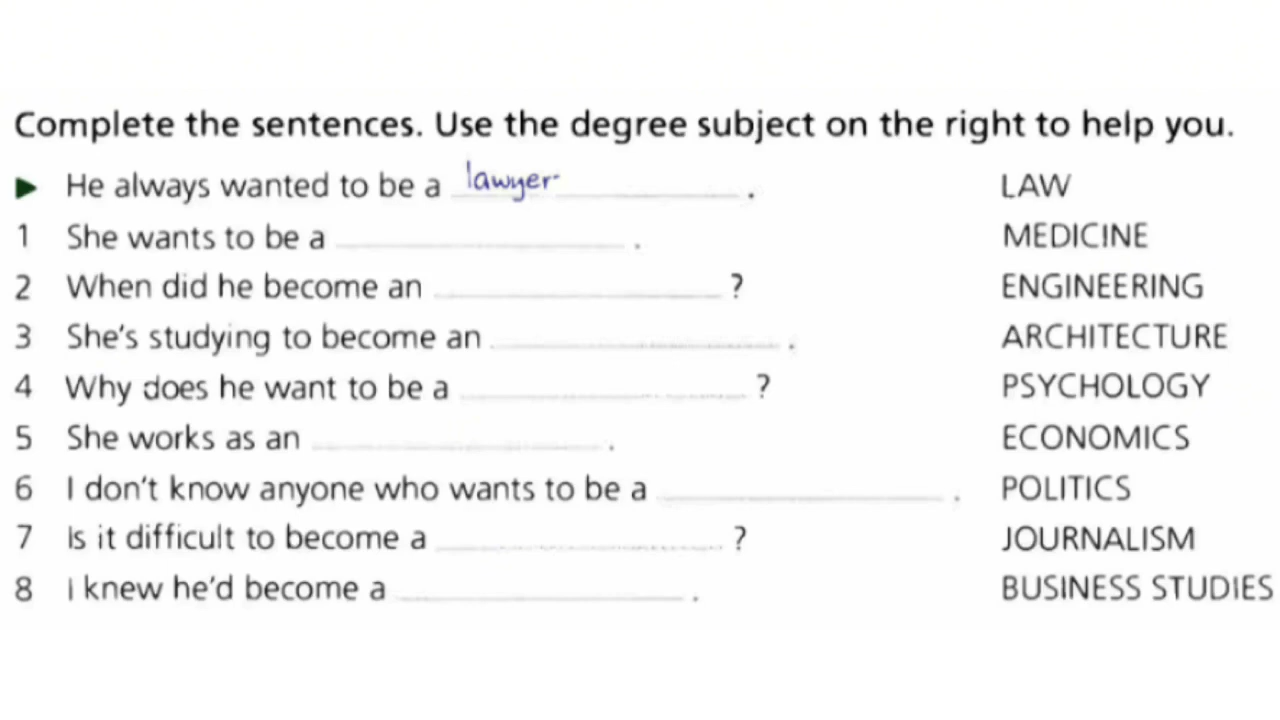 Complete the sentences. Use the degree subject on the right to help you.
► He always wanted to be a lawyer . LAW
1 She wants to be a . MEDICINE
2 When did he become an ? ENGINEERING
3 She's studying to become an . ARCHITECTURE
4 Why does he want to be a ? PSYCHOLOGY
5 She works as an . ECONOMICS
6 I don't know anyone who wants to be a . POLITICS
7 Is it difficult to become a ? JOURNALISM
8 I knew he'd become a . BUSINESS STUDIES